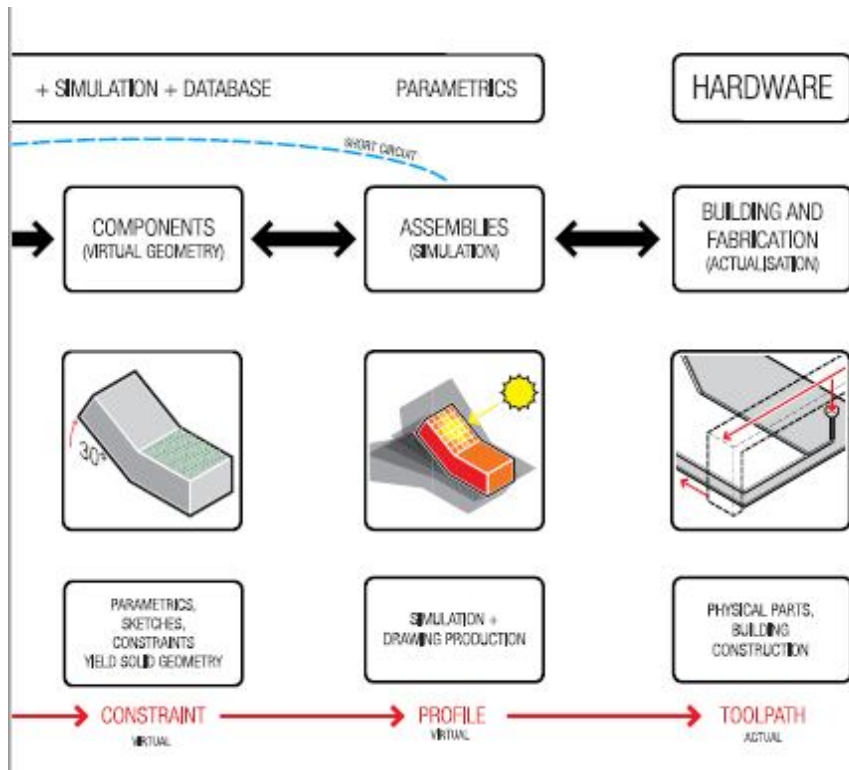 + SIMULATION + DATABASE
PARAMETRICS
HARDWARE
SHORT CIRCUIT
COMPONENTS
(VIRTUAL GEOMETRY)
ASSEMBLIES
(SIMULATION)
BUILDING AND
FABRICATION
(ACTUALISATION)
30°
PARAMETRICS,
SKETCHES,
CONSTRAINTS
YIELD SOLID GEOMETRY
SIMULATION +
DRAWING PRODUCTION
PHYSICAL PARTS,
BUILDING
CONSTRUCTION
CONSTRAINT
VIRTUAL
PROFILE
VIRTUAL
TOOLPATH
ACTUAL